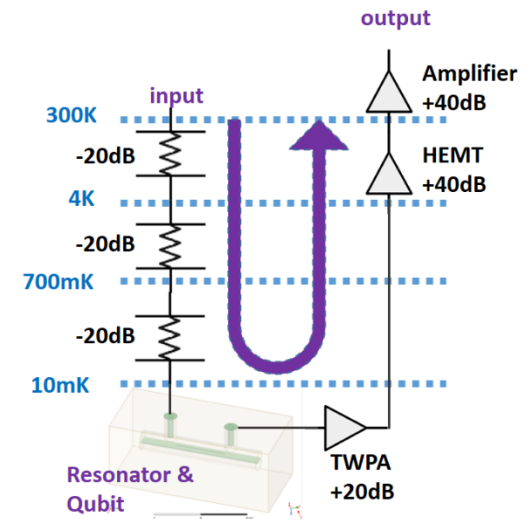 output
Amplifier
+40dB
input
300K
-20dB
HEMT
+40dB
4K
-20dB
700mK
-20dB
10mK
Resonator &
Qubit
TWPA
+20dB